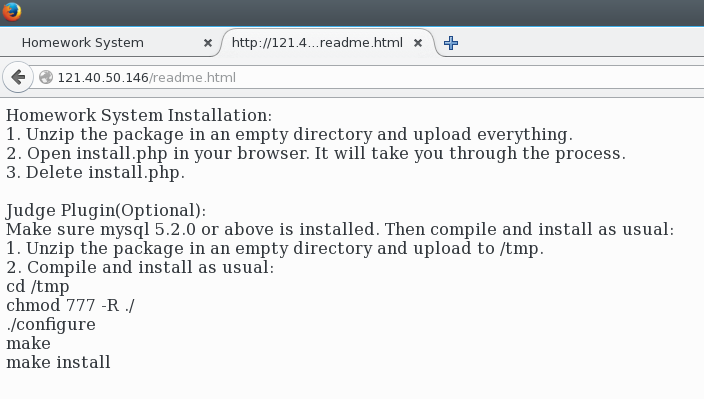 Homework System
http://121.4...readme.html
121.40.50.146/readme.html
Homework System Installation:
1. Unzip the package in an empty directory and upload everything.
2. Open install.php in your browser. It will take you through the process.
3. Delete install.php.
Judge Plugin(Optional):
Make sure mysql 5.2.0 or above is installed. Then compile and install as usual:
1. Unzip the package in an empty directory and upload to /tmp.
2. Compile and install as usual:
cd /tmp
chmod 777 -R ./
./configure
make
make install